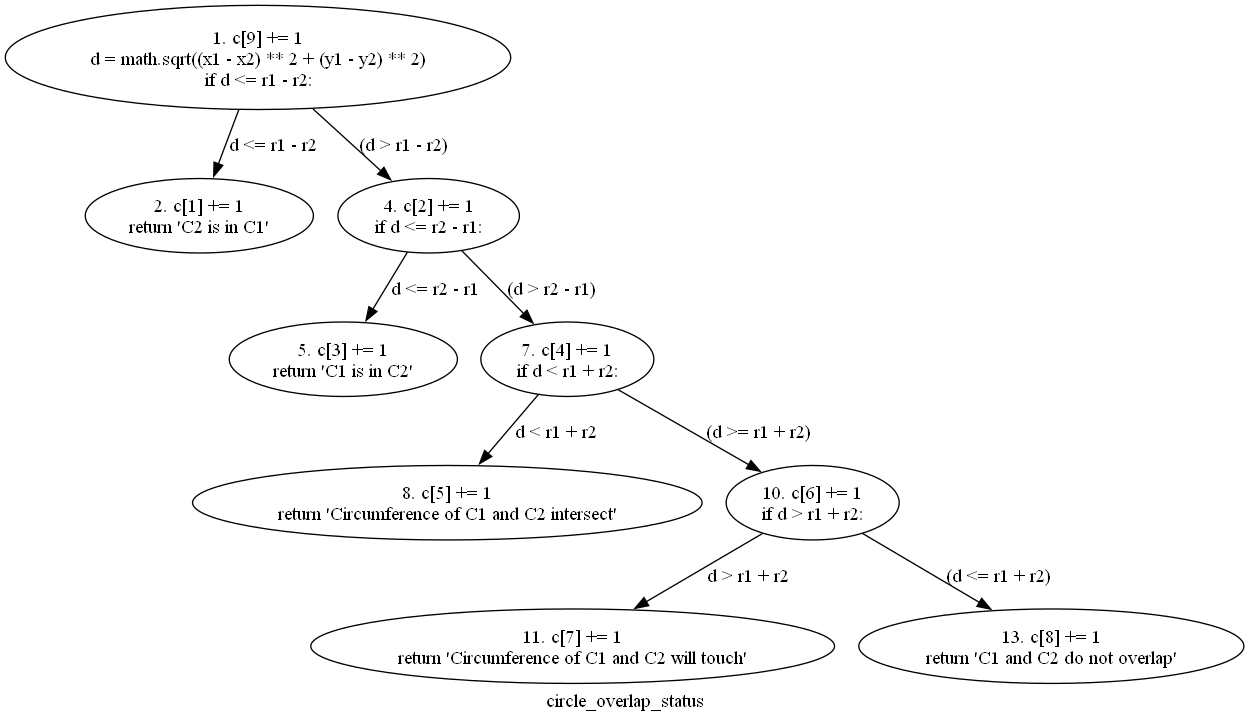 1. c[9] += 1
d = math.sqrt((x1 - x2) ** 2 + (y1 - y2) ** 2)
if d <= r1 - r2:
d <= r1 - r2
(d > r1 - r2)
2. c[1] += 1
return 'C2 is in C1'
4. c[2] += 1
if d <= r2 - r1:
d <= r2 - r1
(d > r2 - r1)
5. c[3] += 1
return 'C1 is in C2'
7. c[4] += 1
if d < r1 + r2:
d < r1 + r2
(d >= r1 + r2)
8. c[5] += 1
return 'Circumference of C1 and C2 intersect'
10. c[6] += 1
if d > r1 + r2:
d > r1 + r2
(d <= r1 + r2)
11. c[7] += 1
return 'Circumference of C1 and C2 will touch'
13. c[8] += 1
return 'C1 and C2 do not overlap'
circle_overlap_status